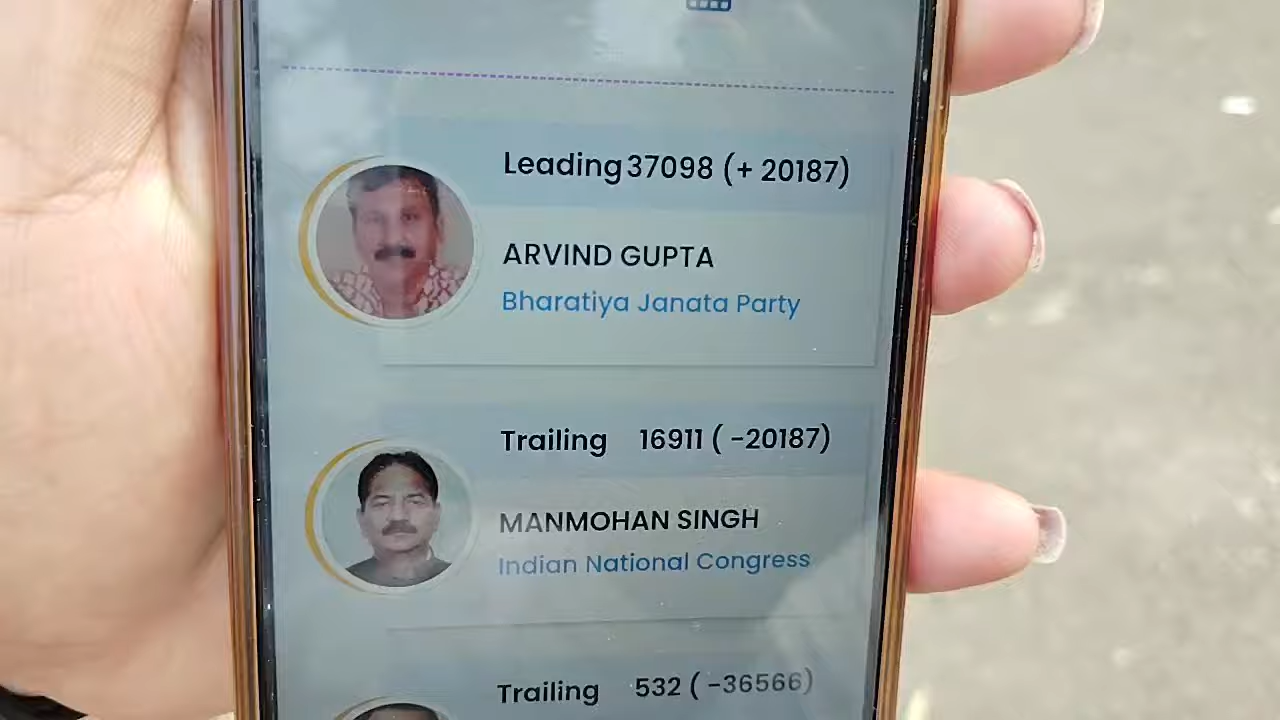 Leading 37098 (+ 20187)
ARVIND GUPTA
Bharatiya Janata Party
Trailing 16911 ( -20187)
MANMOHAN SINGH
Indian National Congress
Trailing 532 ( -36566)